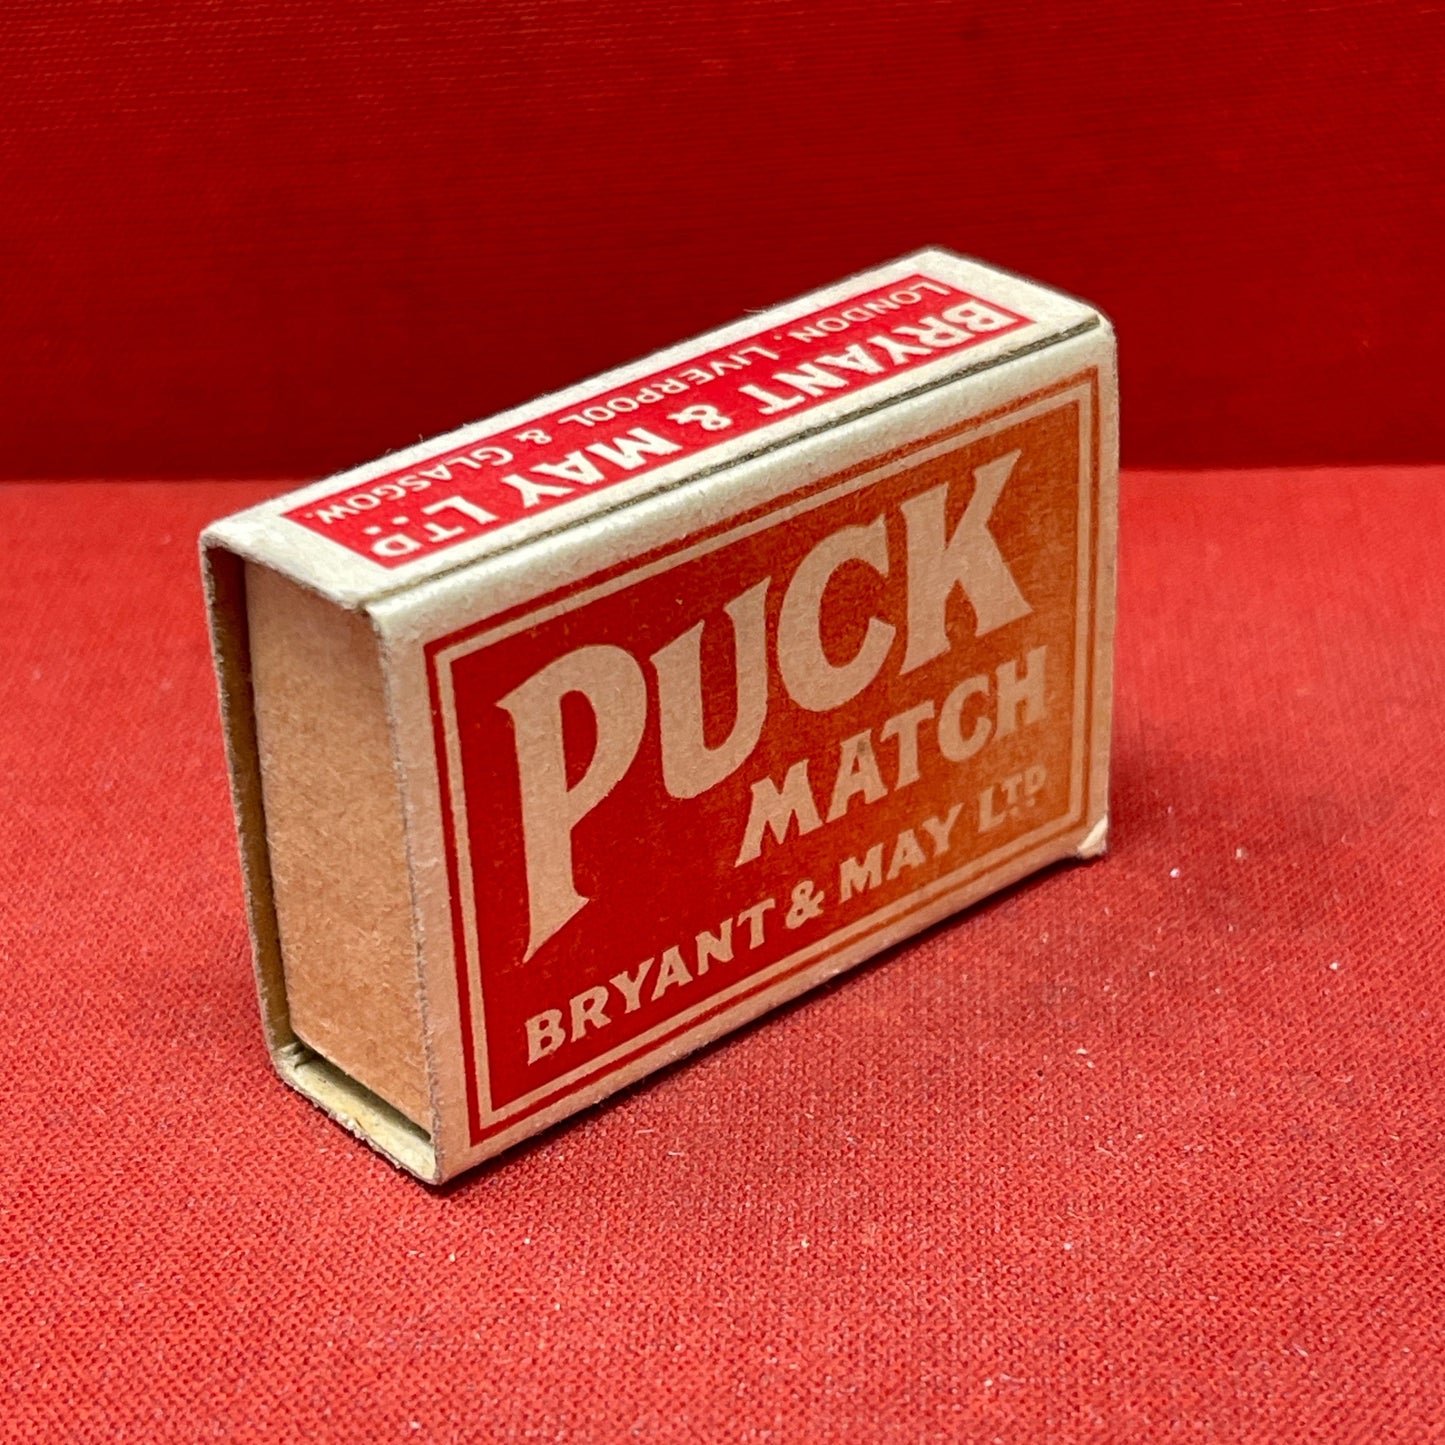 BRYANT & MAY LTD.
LONDON. LIVERPOOL & GLASGOW.
PUCK
MATCH
BRYANT & MAY LTD